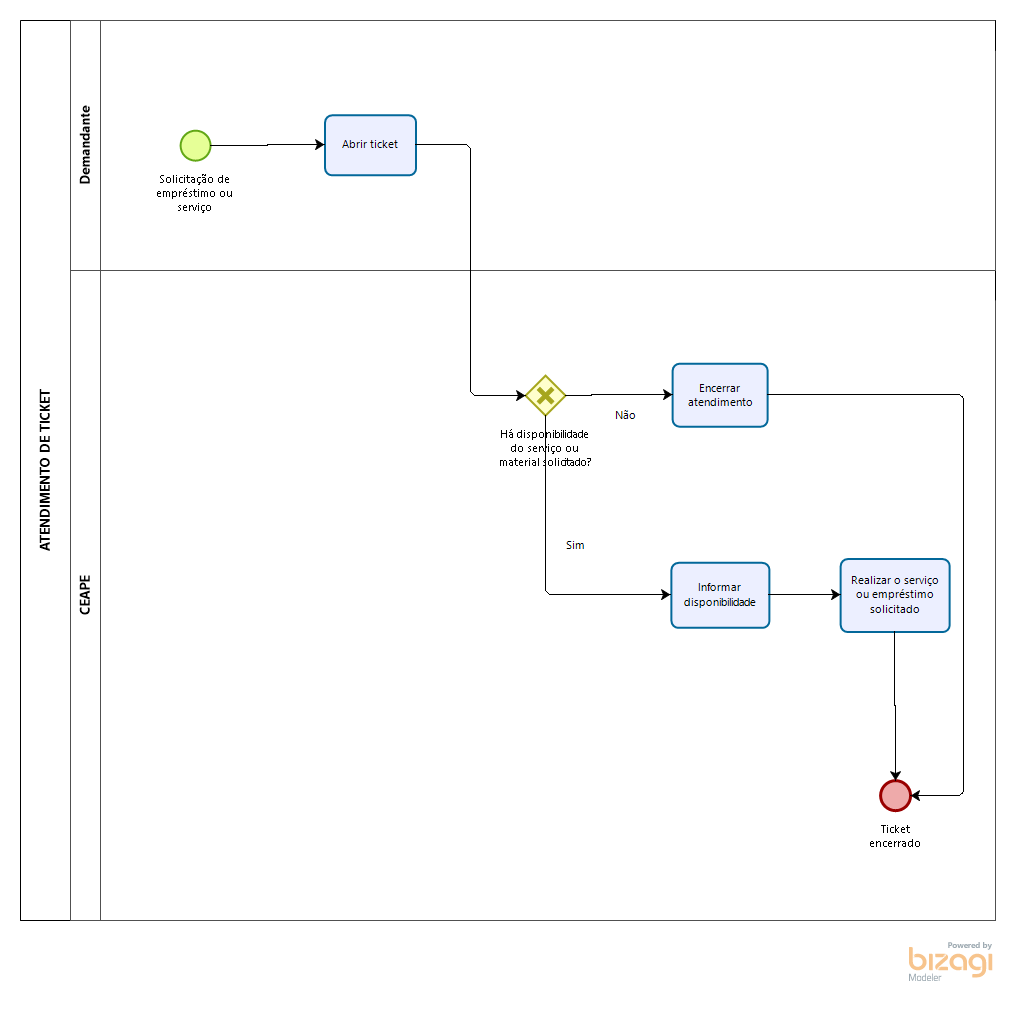 ATENDIMENTO DE TICKET
Demandante
Solicitação de
empréstimo ou
serviço
Abrir ticket
CEAPE
Há disponibilidade
do serviço ou
material solicitado?
Não
Encerrar
atendimento
Sim
Informar
disponibilidade
Realizar o serviço
ou empréstimo
solicitado
Ticket
encerrado
Powered by
bizagi
Modeler